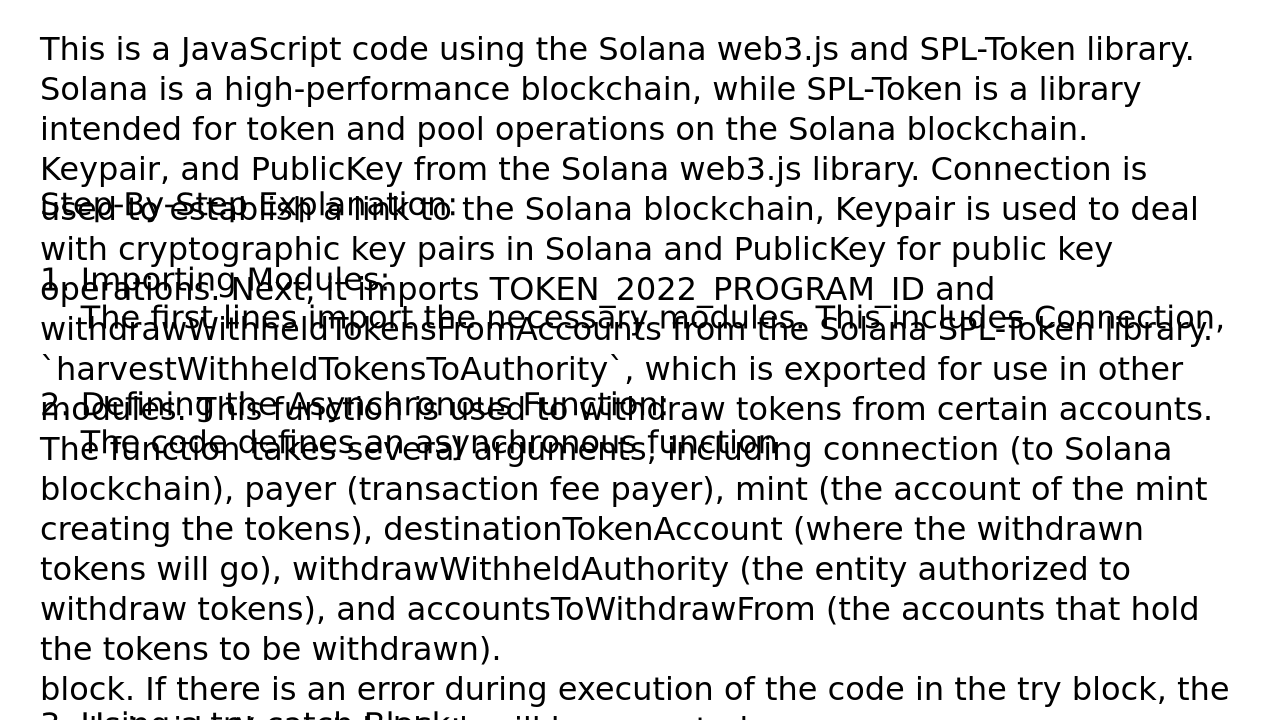 This is a JavaScript code using the Solana web3.js and SPL-Token library.
Solana is a high-performance blockchain, while SPL-Token is a library
intended for token and pool operations on the Solana blockchain.
Keypair, and PublicKey from the Solana web3.js library. Connection is
Step-By-Step Explanation:
used to establish a link to the Solana blockchain, Keypair is used to deal
with cryptographic key pairs in Solana and PublicKey for public key
1. Importing Modules:
operations. Next, it imports TOKEN_2022_PROGRAM_ID and
The first lines import the necessary modules. This includes Connection,
withdrawWithheldTokensFromAccounts from the Solana SPL-Token library.
`harvestWithheldTokensToAuthority`, which is exported for use in other
2. Defining the Asynchronous Function:
modules. This function is used to withdraw tokens from certain accounts.
The code defines an asynchronous function
The function takes several arguments, including connection (to Solana
blockchain), payer (transaction fee payer), mint (the account of the mint
creating the tokens), destinationTokenAccount (where the withdrawn
tokens will go), withdrawWithheldAuthority (the entity authorized to
withdraw tokens), and accountsToWithdrawFrom (the accounts that hold
the tokens to be withdrawn).
block. If there is an error during execution of the code in the try block, the
3. Using a try-catch Block: